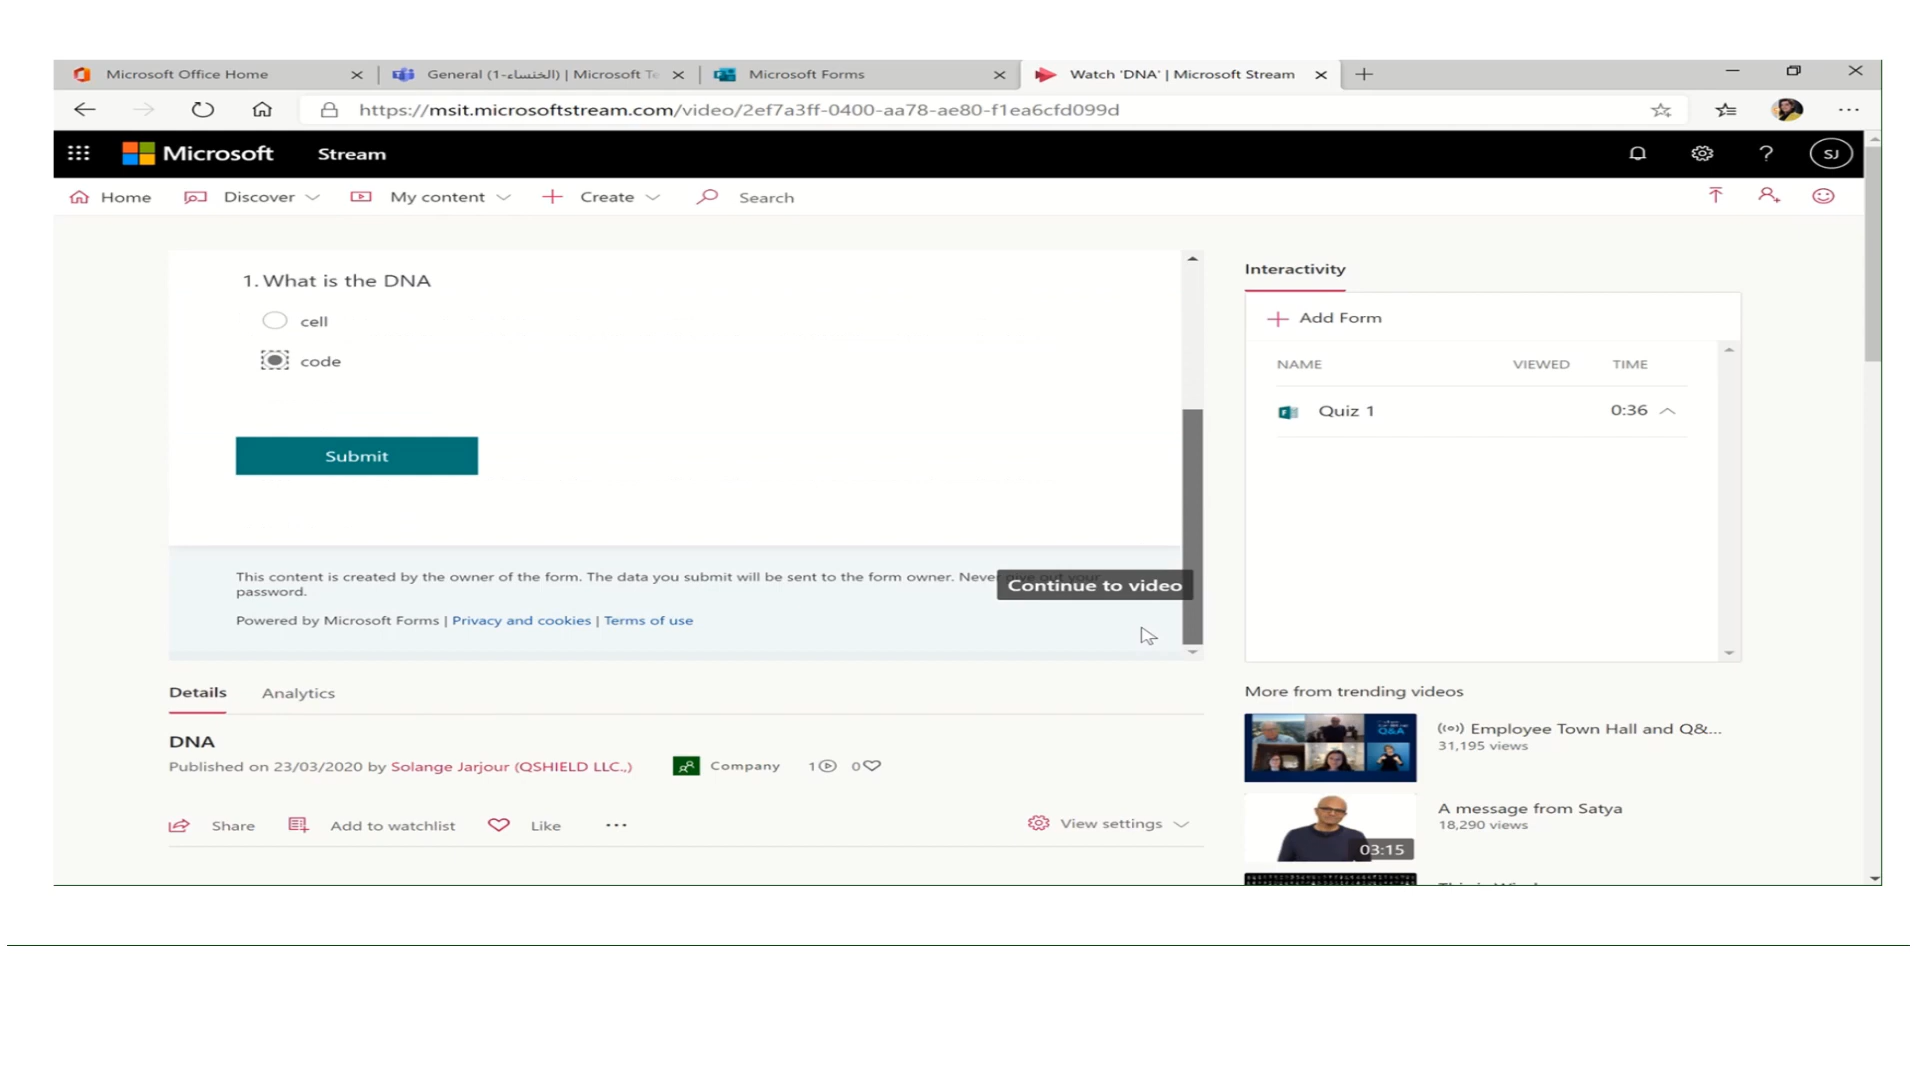 Microsoft Office Home
General (الخنساء-1) | Microsoft Te
Microsoft Forms
Watch 'DNA' | Microsoft Stream
https://msit.microsoftstream.com/video/2ef7a3ff-0400-aa78-ae80-f1ea6cfd099d
Microsoft Stream
SJ
Home Discover My content Create Search
1. What is the DNA
cell
code
Submit
This content is created by the owner of the form. The data you submit will be sent to the form owner. Never give out your
password.
Continue to video
Powered by Microsoft Forms | Privacy and cookies | Terms of use
Interactivity
Add Form
NAME VIEWED TIME
Quiz 1 0:36
Details Analytics
DNA
Published on 23/03/2020 by Solange Jarjour (QSHIELD LLC.,) Company 1 0
Share Add to watchlist Like ... View settings
More from trending videos
Q&A
((o)) Employee Town Hall and Q&...
31,195 views
A message from Satya
18,290 views
03:15